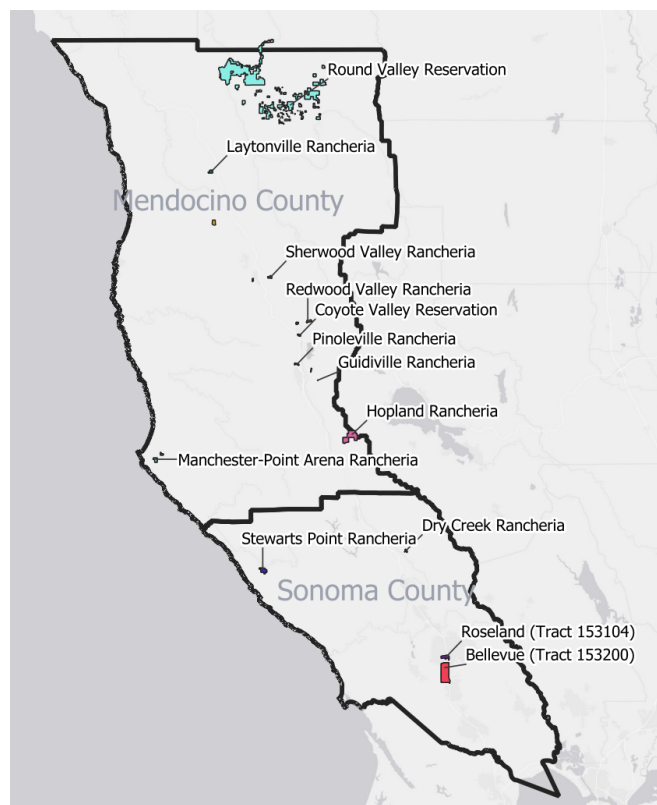 Round Valley Reservation
Laytonville Rancheria
Mendocino County
Sherwood Valley Rancheria
Redwood Valley Rancheria
Coyote Valley Reservation
Pinoleville Rancheria
Guidiville Rancheria
Hopland Rancheria
Manchester-Point Arena Rancheria
Dry Creek Rancheria
Stewarts Point Rancheria
Sonoma County
Roseland (Tract 153104)
Bellevue (Tract 153200)